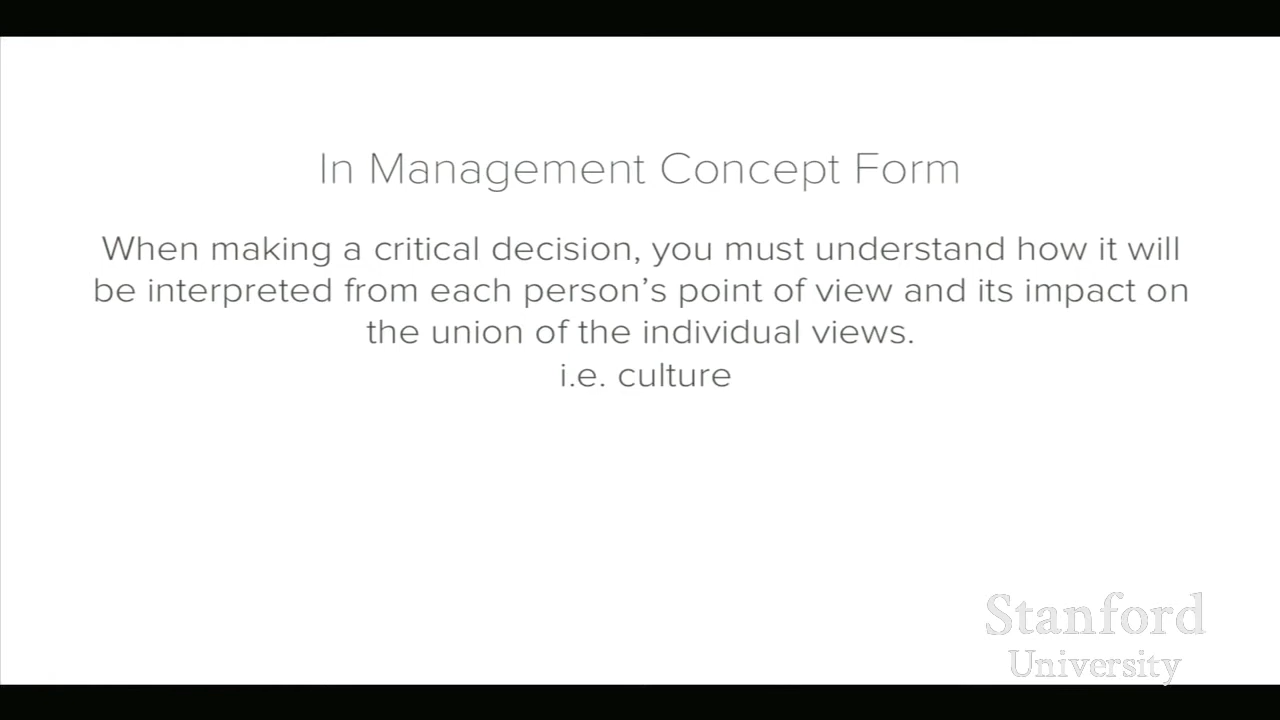 In Management Concept Form
When making a critical decision, you must understand how it will
be interpreted from each person's point of view and its impact on
the union of the individual views.
i.e. culture
Stanford
University